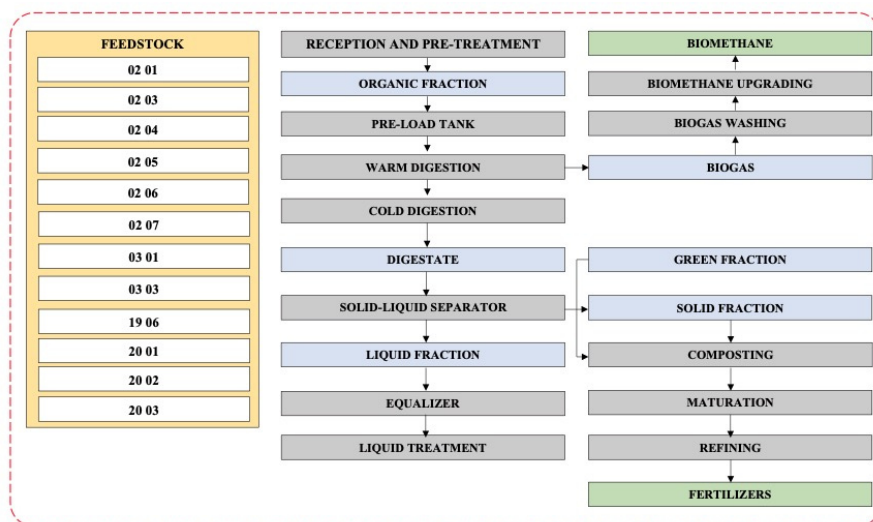 FEEDSTOCK
02 01
02 03
02 04
02 05
02 06
02 07
03 01
03 03
19 06
20 01
20 02
20 03
RECEPTION AND PRE-TREATMENT
ORGANIC FRACTION
PRE-LOAD TANK
WARM DIGESTION
COLD DIGESTION
DIGESTATE
SOLID-LIQUID SEPARATOR
LIQUID FRACTION
EQUALIZER
LIQUID TREATMENT
BIOMETHANE
BIOMETHANE UPGRADING
BIOGAS WASHING
BIOGAS
GREEN FRACTION
SOLID FRACTION
COMPOSTING
MATURATION
REFINING
FERTILIZERS